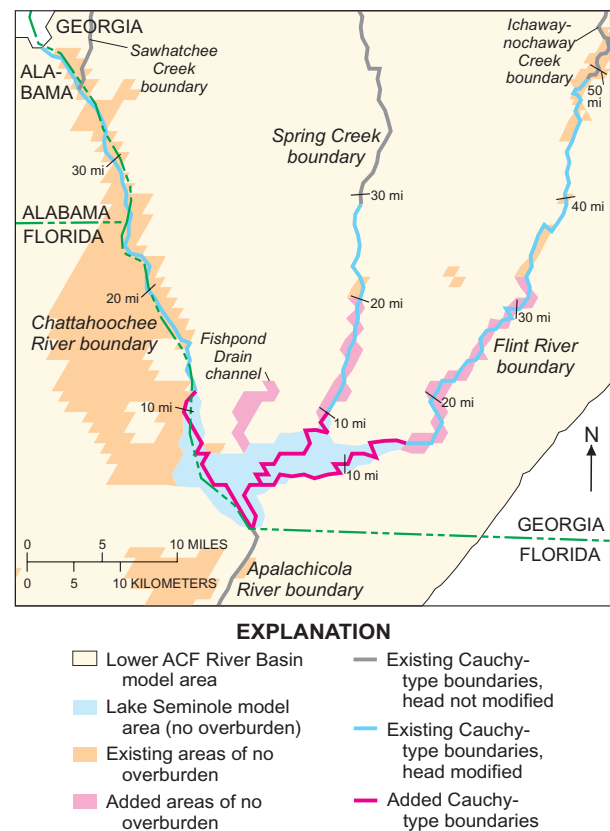 GEORGIA
Sawhatchee
Creek
boundary
ALA-
BAMA
Ichaway-
nochaway
Creek
boundary
50
mi
Spring Creek
boundary
30 mi
30 mi
40 mi
ALABAMA
FLORIDA
20 mi
20 mi
30 mi
Chattahoochee
River boundary
Fishpond
Drain
channel
Flint River
boundary
20 mi
10 mi
10 mi
10 mi
N
GEORGIA
FLORIDA
0 5 10 MILES
0 5 10 KILOMETERS
Apalachicola
River boundary
EXPLANATION
Lower ACF River Basin
model area
Lake Seminole model
area (no overburden)
Existing areas of no
overburden
Added areas of no
overburden
Existing Cauchy-
type boundaries,
head not modified
Existing Cauchy-
type boundaries,
head modified
Added Cauchy-
type boundaries